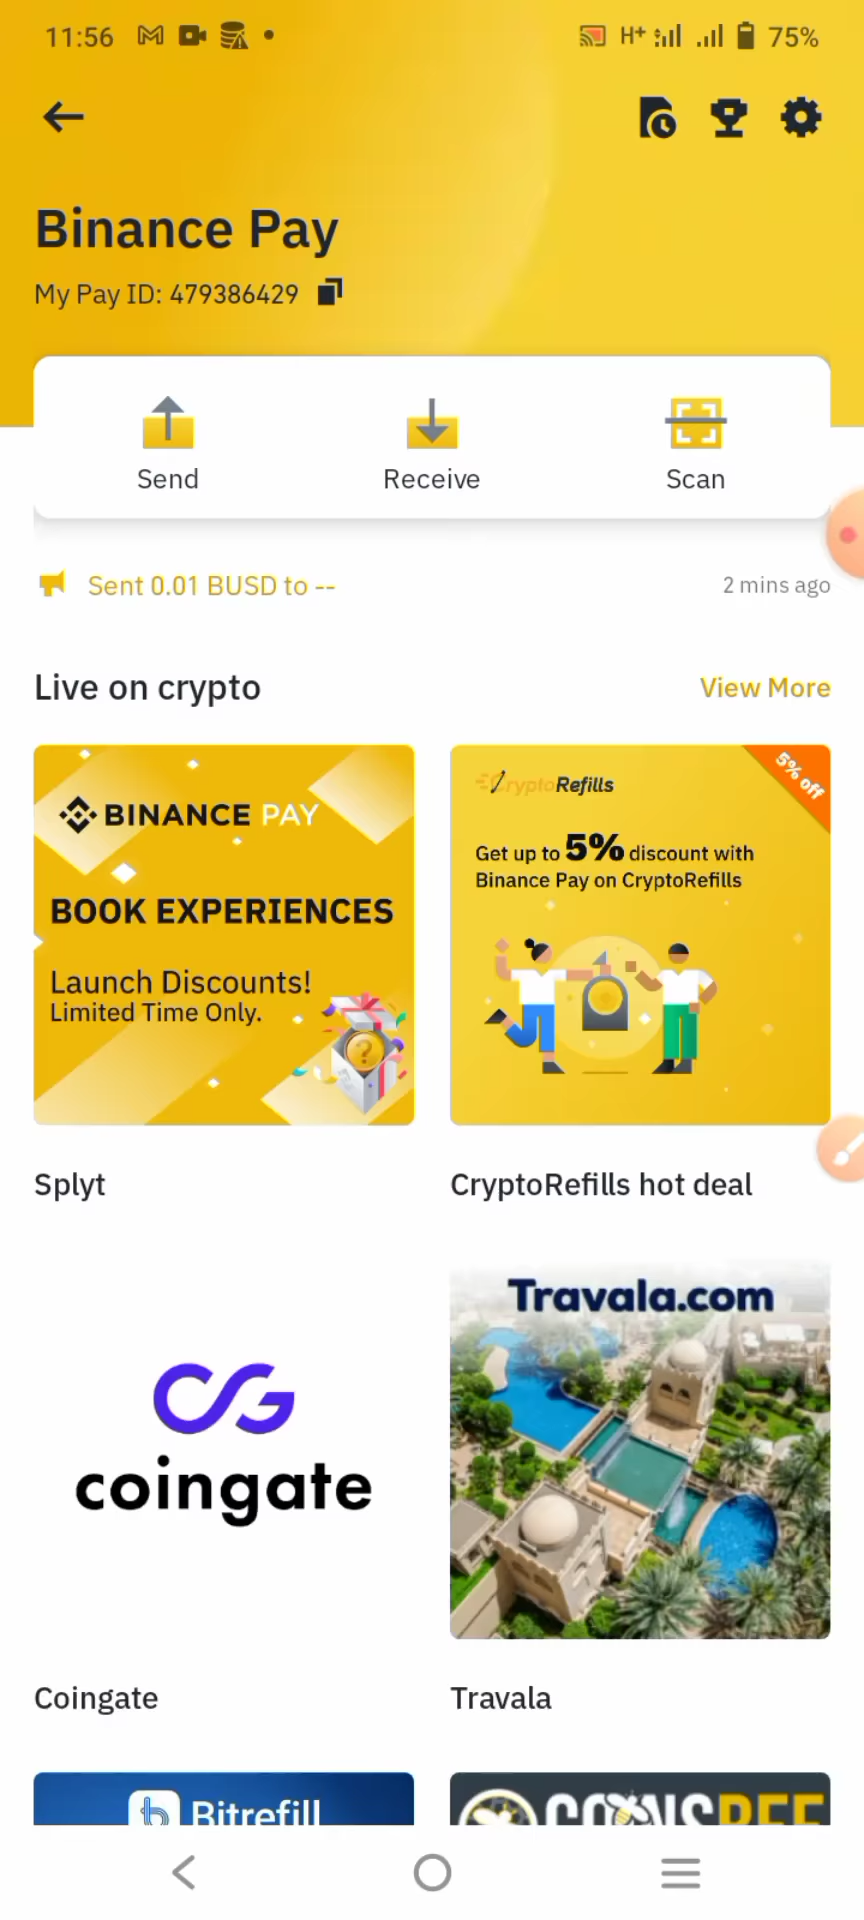 11:56
H+
75%
Binance Pay
My Pay ID: 479386429
Send
Receive
Scan
Sent 0.01 BUSD to --
2 mins ago
Live on crypto
View More
BINANCE PAY
BOOK EXPERIENCES
Launch Discounts!
Limited Time Only.
?
5% off
CryptoRefills
Get up to 5% discount with
Binance Pay on CryptoRefills
Splyt
CryptoRefills hot deal
coingate
Travala.com
Coingate
Travala
Bitrefill
COINSBEE